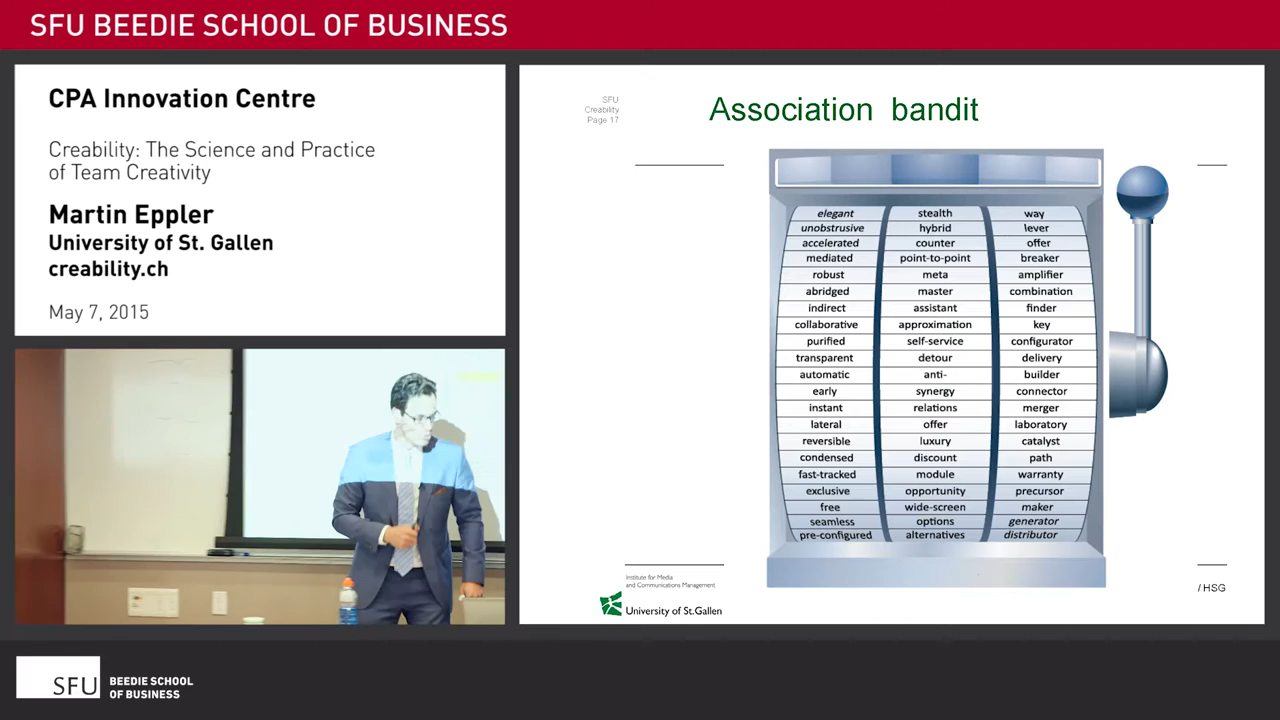 SFU BEEDIE SCHOOL OF BUSINESS
CPA Innovation Centre
Creability: The Science and Practice
of Team Creativity
Martin Eppler
University of St. Gallen
creability.ch
May 7, 2015
SFU
Creability
Page 17
Association bandit
elegant stealth way
unobstrusive hybrid lever
accelerated counter offer
mediated point-to-point breaker
robust meta amplifier
abridged master combination
indirect assistant finder
collaborative approximation key
purified self-service configurator
transparent detour delivery
automatic anti- builder
early synergy connector
instant relations merger
lateral offer laboratory
reversible luxury catalyst
condensed discount path
fast-tracked module warranty
exclusive opportunity precursor
free wide-screen maker
seamless options generator
pre-configured alternatives distributor
Institute for Media
and Communications Management
University of St.Gallen
/ HSG
SFU
BEEDIE SCHOOL
OF BUSINESS